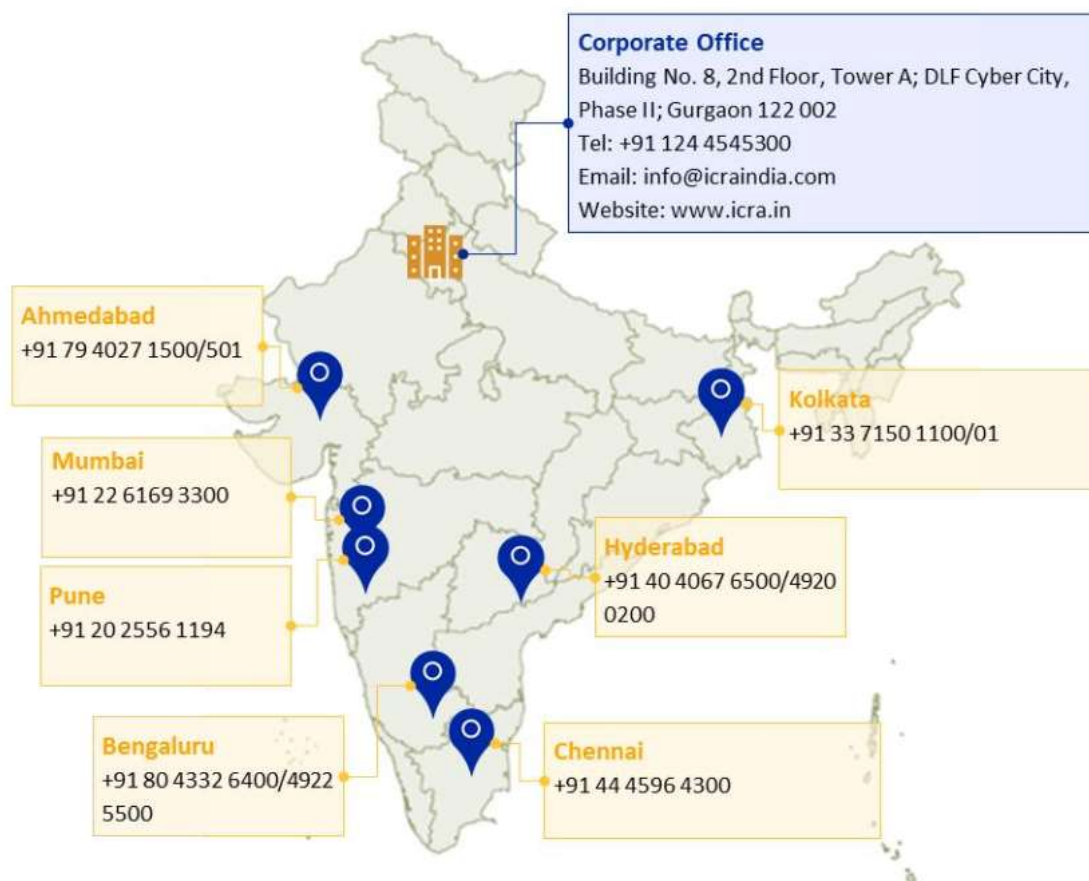 Corporate Office
Building No. 8, 2nd Floor, Tower A; DLF Cyber City,
Phase II; Gurgaon 122 002
Tel: +91 124 4545300
Email: info@icraindia.com
Website: www.icra.in
Ahmedabad
+91 79 4027 1500/501
Kolkata
+91 33 7150 1100/01
Mumbai
+91 22 6169 3300
Hyderabad
+91 40 4067 6500/4920
0200
Pune
+91 20 2556 1194
Bengaluru
+91 80 4332 6400/4922
5500
Chennai
+91 44 4596 4300